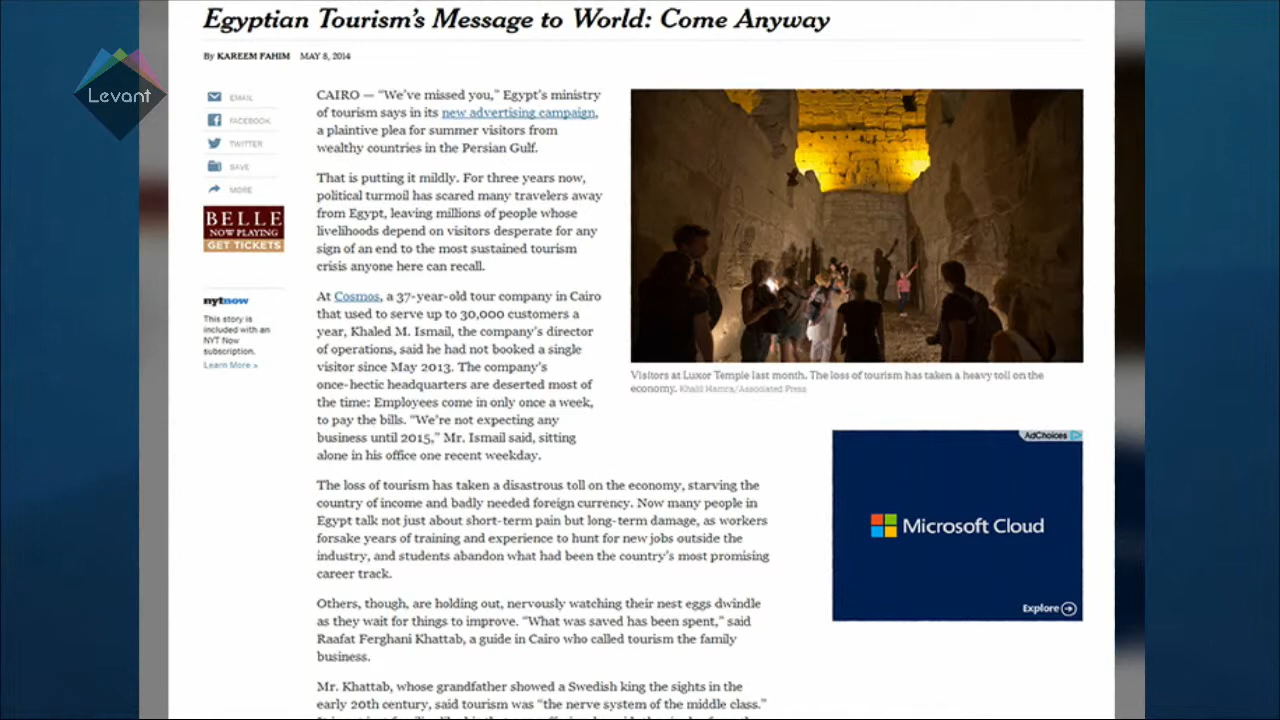 Egyptian Tourism's Message to World: Come Anyway
By KAREEM FAHIM MAY 8, 2014
Levant
EMAIL
FACEBOOK
TWITTER
SAVE
MORE
BELLE
NOW PLAYING
GET TICKETS
nytnow
This story is
included with an
NYT Now
subscription.
Learn More »
CAIRO — “We've missed you,” Egypt's ministry
of tourism says in its new advertising campaign,
a plaintive plea for summer visitors from
wealthy countries in the Persian Gulf.
That is putting it mildly. For three years now,
political turmoil has scared many travelers away
from Egypt, leaving millions of people whose
livelihoods depend on visitors desperate for any
sign of an end to the most sustained tourism
crisis anyone here can recall.
At Cosmos, a 37-year-old tour company in Cairo
that used to serve up to 30,000 customers a
year, Khaled M. Ismail, the company's director
of operations, said he had not booked a single
visitor since May 2013. The company's
once-hectic headquarters are deserted most of
the time: Employees come in only once a week,
to pay the bills. “We're not expecting any
business until 2015,” Mr. Ismail said, sitting
alone in his office one recent weekday.
The loss of tourism has taken a disastrous toll on the economy, starving the
country of income and badly needed foreign currency. Now many people in
Egypt talk not just about short-term pain but long-term damage, as workers
forsake years of training and experience to hunt for new jobs outside the
industry, and students abandon what had been the country's most promising
career track.
Others, though, are holding out, nervously watching their nest eggs dwindle
as they wait for things to improve. “What was saved has been spent,” said
Raafat Ferghani Khattab, a guide in Cairo who called tourism the family
business.
Mr. Khattab, whose grandfather showed a Swedish king the sights in the
early 20th century, said tourism was “the nerve system of the middle class.”
Visitors at Luxor Temple last month. The loss of tourism has taken a heavy toll on the
economy. Khalil Hamra/Associated Press
AdChoices
Microsoft Cloud
Explore